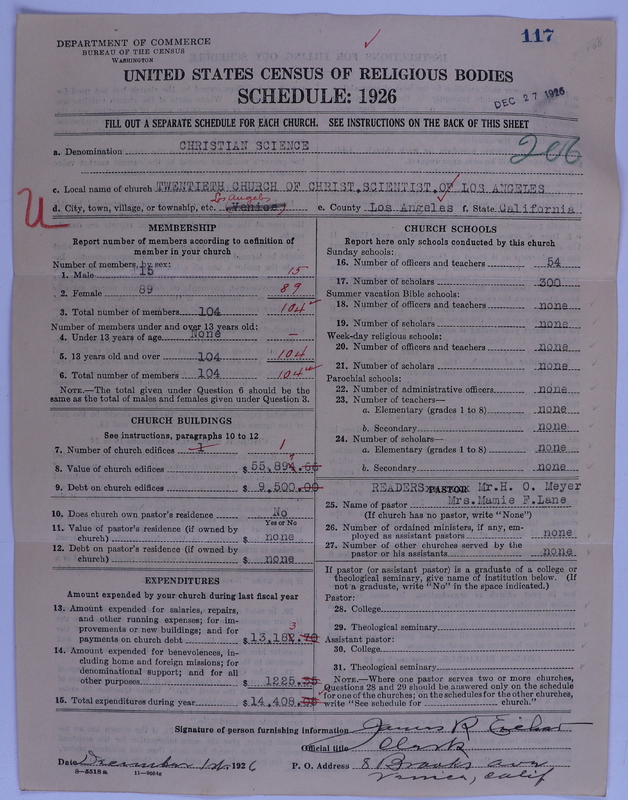 117
DEPARTMENT OF COMMERCE
BUREAU OF THE CENSUS
WASHINGTON
UNITED STATES CENSUS OF RELIGIOUS BODIES
SCHEDULE: 1926
DEC 27 1926
FILL OUT A SEPARATE SCHEDULE FOR EACH CHURCH. SEE INSTRUCTIONS ON THE BACK OF THIS SHEET
a. Denomination CHRISTIAN SCIENCE
206
c. Local name of church TWENTIETH CHURCH OF CHRIST, SCIENTIST, OF LOS ANGELES
Los Angeles
d. City, town, village, or township, etc. Venice e. County Los Angeles f. State California
U
MEMBERSHIP
Report number of members according to definition of
member in your church
Number of members, by sex:
1. Male 15 15
2. Female 89 89
3. Total number of members 104 104
Number of members under and over 13 years old:
4. Under 13 years of age None –
5. 13 years old and over 104 104
6. Total number of members 104 104
NOTE.—The total given under Question 6 should be the
same as the total of males and females given under Question 3.
CHURCH BUILDINGS
See instructions, paragraphs 10 to 12
7. Number of church edifices 1 1
8. Value of church edifices $ 55,89
9. Debt on church edifices $ 9,500.00
10. Does church own pastor's residence? No
Yes or No
11. Value of pastor's residence (if owned by
church) $ none
12. Debt on pastor's residence (if owned by
church) $ none
EXPENDITURES
Amount expended by your church during last fiscal year
13. Amount expended for salaries, repairs,
and other running expenses; for im-
provements or new buildings; and for
3
payments on church debt $ 13,182.70
14. Amount expended for benevolences, in-
cluding home and foreign missions; for
denominational support; and for all
other purposes $ 1225.
15. Total expenditures during year $ 14,408.
CHURCH SCHOOLS
Report here only schools conducted by this church
Sunday schools:
16. Number of officers and teachers 54
17. Number of scholars 300
Summer vacation Bible schools:
18. Number of officers and teachers none
19. Number of scholars none
Week-day religious schools:
20. Number of officers and teachers none
21. Number of scholars none
Parochial schools:
22. Number of administrative officers none
23. Number of teachers—
a. Elementary (grades 1 to 8) none
b. Secondary none
24. Number of scholars—
a. Elementary (grades 1 to 8) none
b. Secondary none
READERS PASTOR Mr. H. O. Meyer
Mrs. Mamie F. Lane
25. Name of pastor
(If church has no pastor, write "None")
26. Number of ordained ministers, if any, em-
ployed as assistant pastors none
27. Number of other churches served by the
pastor or his assistants none
If pastor (or assistant pastor) is a graduate of a college or
theological seminary, give name of institution below. (If
not a graduate, write "No" in the space indicated.)
Pastor:
28. College
29. Theological seminary
Assistant pastor:
30. College
31. Theological seminary
NOTE.—Where one pastor serves two or more churches,
Questions 28 and 29 should be answered only on the schedule
for one of the churches; on the schedules for the other churches,
write "See schedule for church."
Signature of person furnishing information James R
Official title Clerk
Date December 1st 1926 P. O. Address 8 Brooks ave
8—5518a 11—9064a Venice, Calif